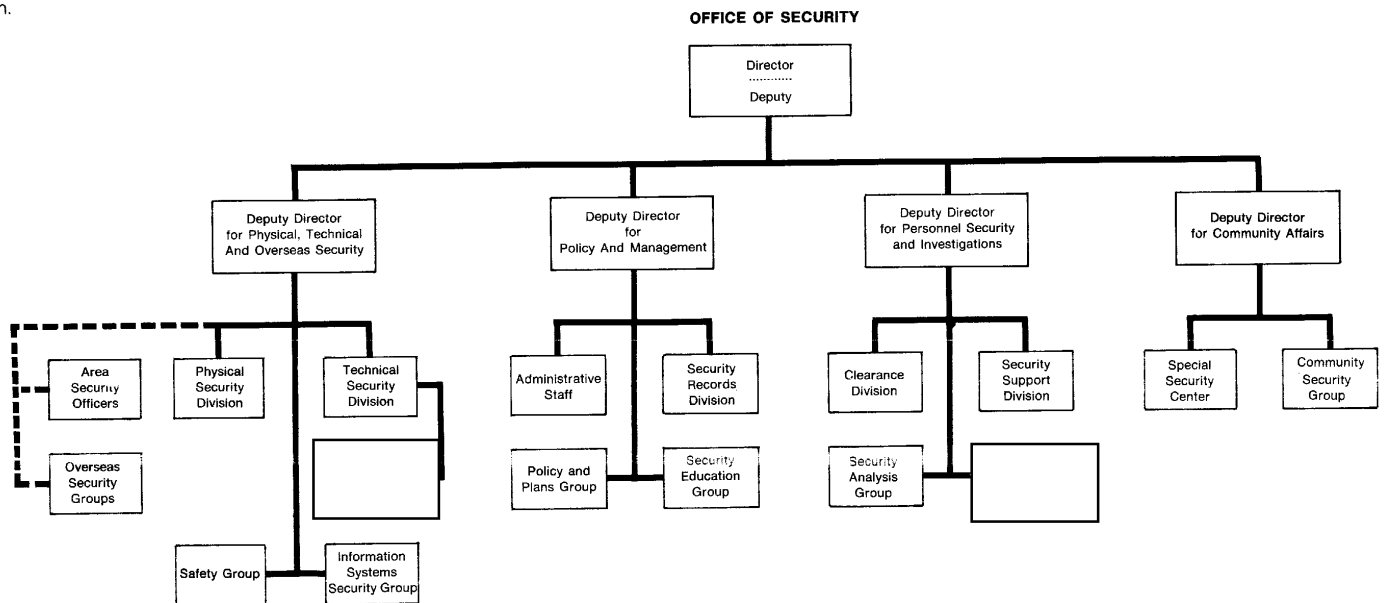 n.
OFFICE OF SECURITY
Director
Deputy
Deputy Director
for Physical, Technical
And Overseas Security
Deputy Director
for
Policy And Management
Deputy Director
for Personnel Security
and Investigations
Deputy Director
for Community Affairs
Area
Security
Officers
Physical
Security
Division
Technical
Security
Division
Administrative
Staff
Security
Records
Division
Clearance
Division
Security
Support
Division
Special
Security
Center
Community
Security
Group
Overseas
Security
Groups
Policy and
Plans Group
Security
Education
Group
Security
Analysis
Group
Safety Group
Information
Systems
Security Group